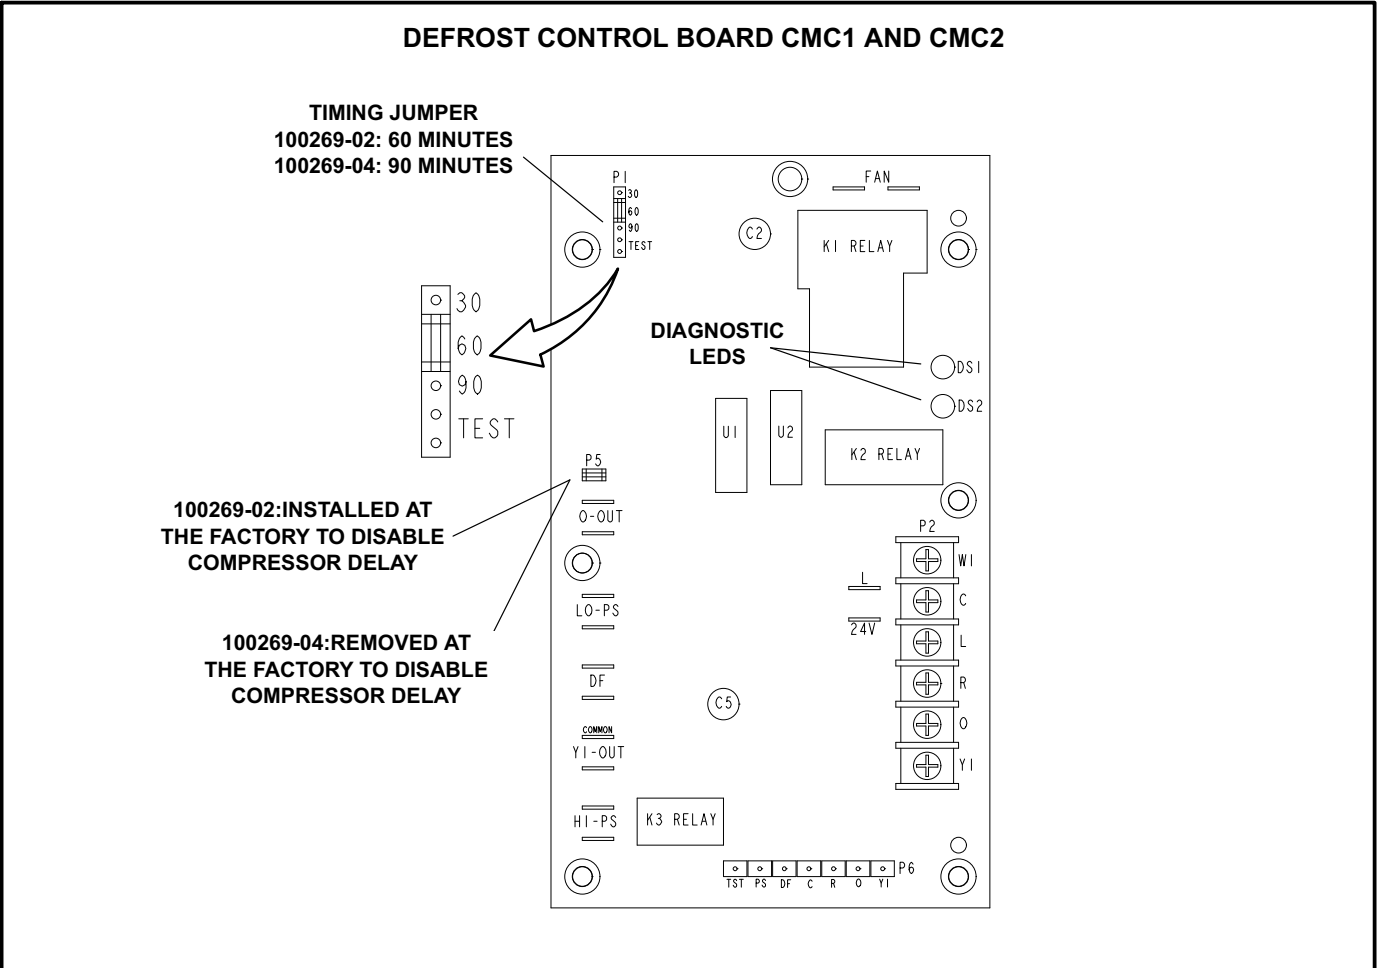 DEFROST CONTROL BOARD CMC1 AND CMC2
TIMING JUMPER
100269-02: 60 MINUTES
100269-04: 90 MINUTES
P1
30
60
90
TEST
FAN
C2
K1 RELAY
30
60
90
TEST
DIAGNOSTIC
LEDS
DS1
DS2
U1
U2
K2 RELAY
P5
100269-02:INSTALLED AT
THE FACTORY TO DISABLE
COMPRESSOR DELAY
O-OUT
P2
W1
C
L
R
O
Y1
L
24V
LO-PS
100269-04:REMOVED AT
THE FACTORY TO DISABLE
COMPRESSOR DELAY
DF
C5
COMMON
Y1-OUT
HI-PS
K3 RELAY
P6
TST PS DF C R O Y1